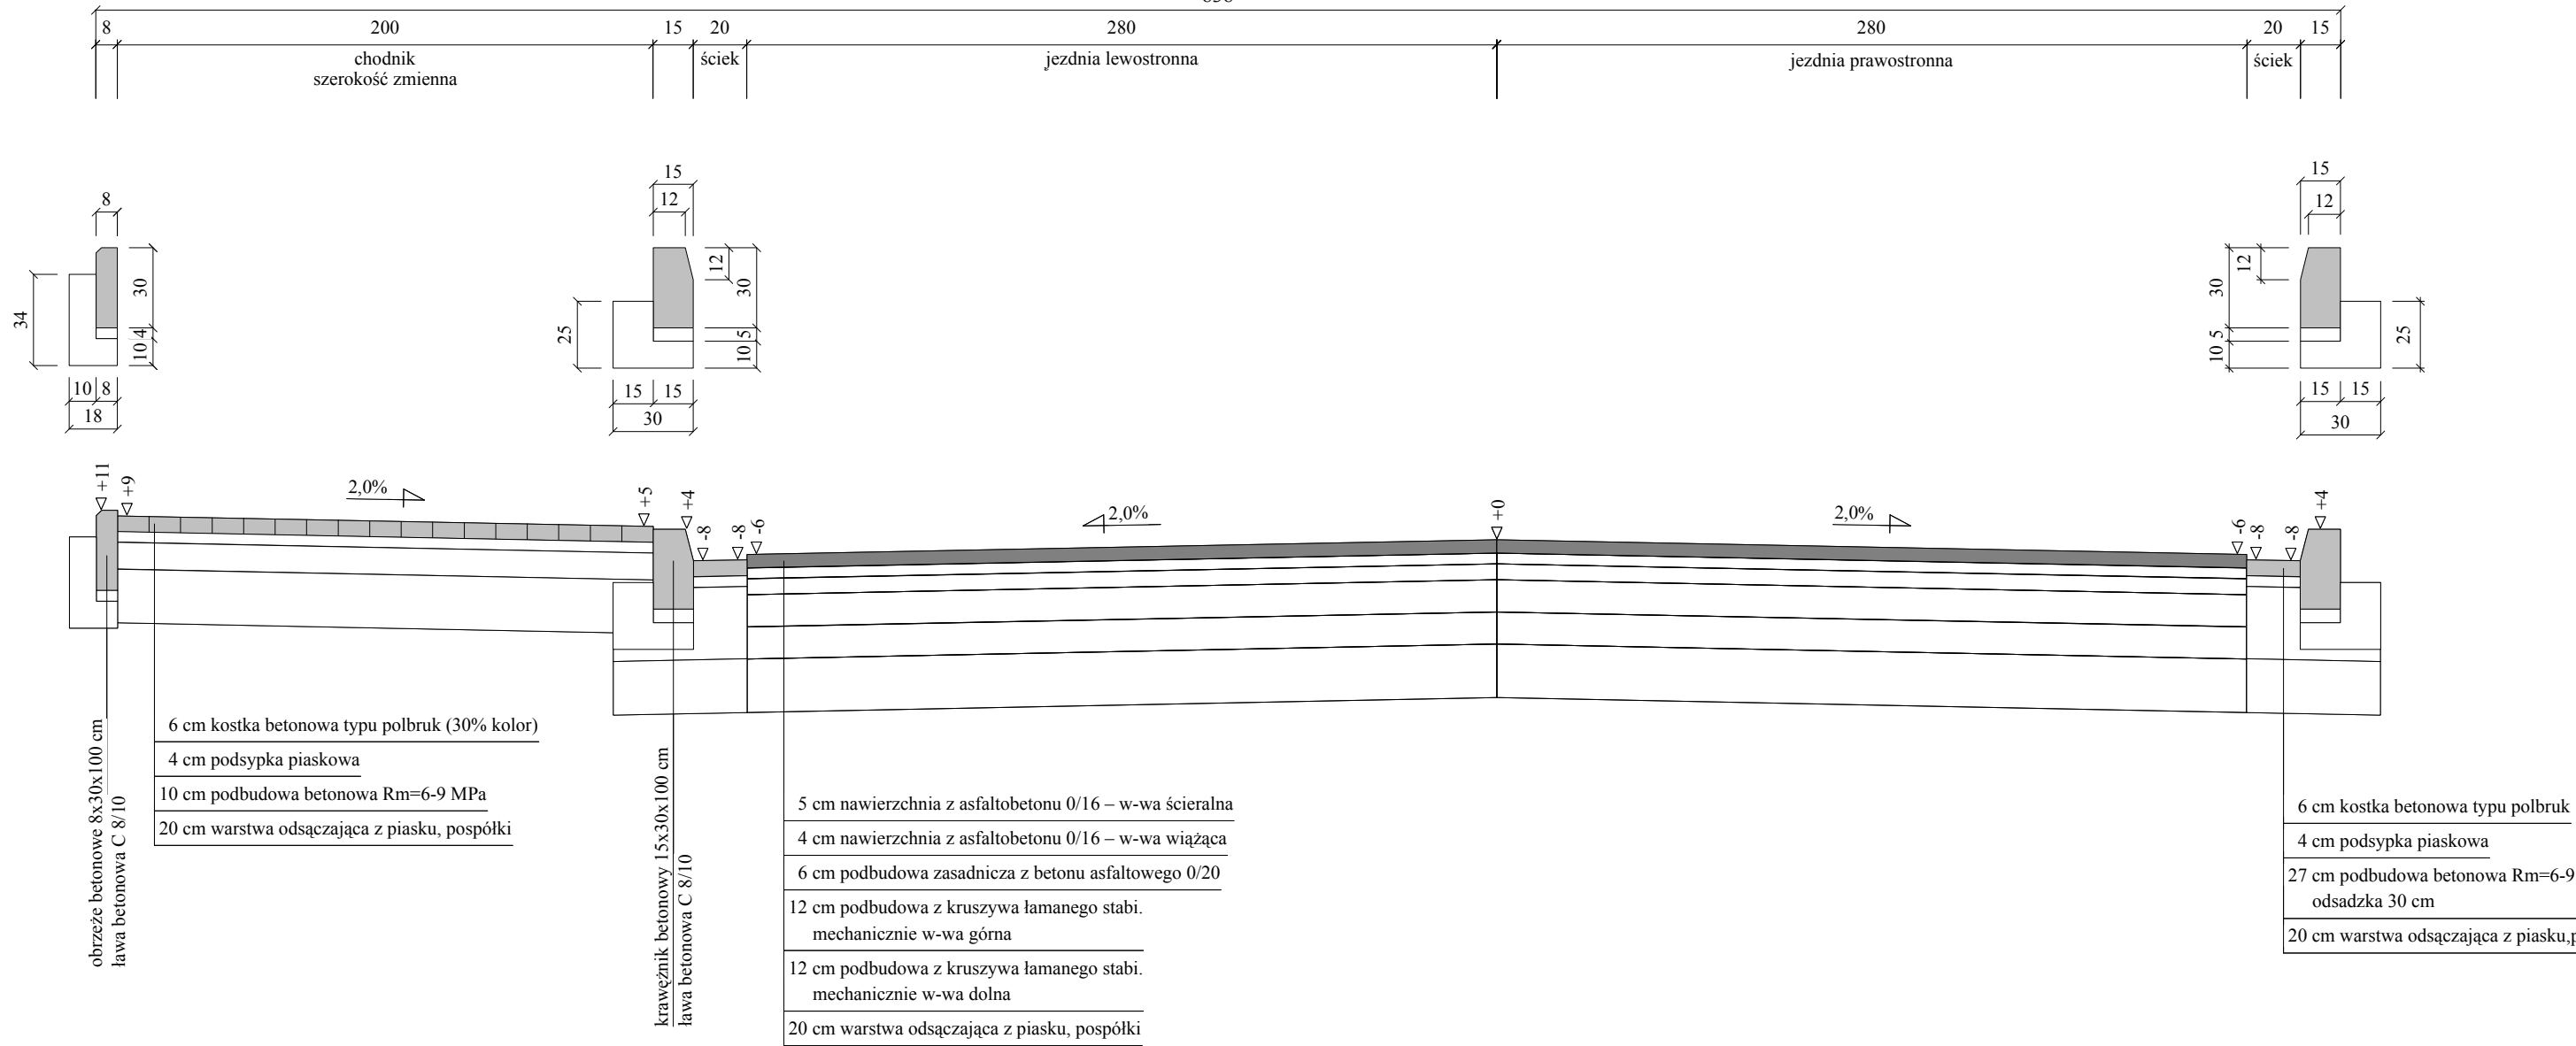 8 200 15 20 280 280 20 15
chodnik
szerokość zmienna
ściek
jezdnia lewostronna
jezdnia prawostronna
ściek
8
30
4
10
34
10 8
18
15
12
12
30
5
10
25
15 15
30
15
12
12
30
5
10
25
15 15
30
+11
+9
2,0%
+5
+4
-8
-8
-6
2,0%
+0
2,0%
-6
-8
-8
+4
obrzeże betonowe 8x30x100 cm
ława betonowa C 8/10
6 cm kostka betonowa typu polbruk (30% kolor)
4 cm podsypka piaskowa
10 cm podbudowa betonowa Rm=6-9 MPa
20 cm warstwa odsączająca z piasku, pospółki
krawężnik betonowy 15x30x100 cm
ława betonowa C 8/10
5 cm nawierzchnia z asfaltobetonu 0/16 – w-wa ścieralna
4 cm nawierzchnia z asfaltobetonu 0/16 – w-wa wiążąca
6 cm podbudowa zasadnicza z betonu asfaltowego 0/20
12 cm podbudowa z kruszywa łamanego stabi.
mechanicznie w-wa górna
12 cm podbudowa z kruszywa łamanego stabi.
mechanicznie w-wa dolna
20 cm warstwa odsączająca z piasku, pospółki
6 cm kostka betonowa typu polbruk
4 cm podsypka piaskowa
27 cm podbudowa betonowa Rm=6-9
odsadzka 30 cm
20 cm warstwa odsączająca z piasku,